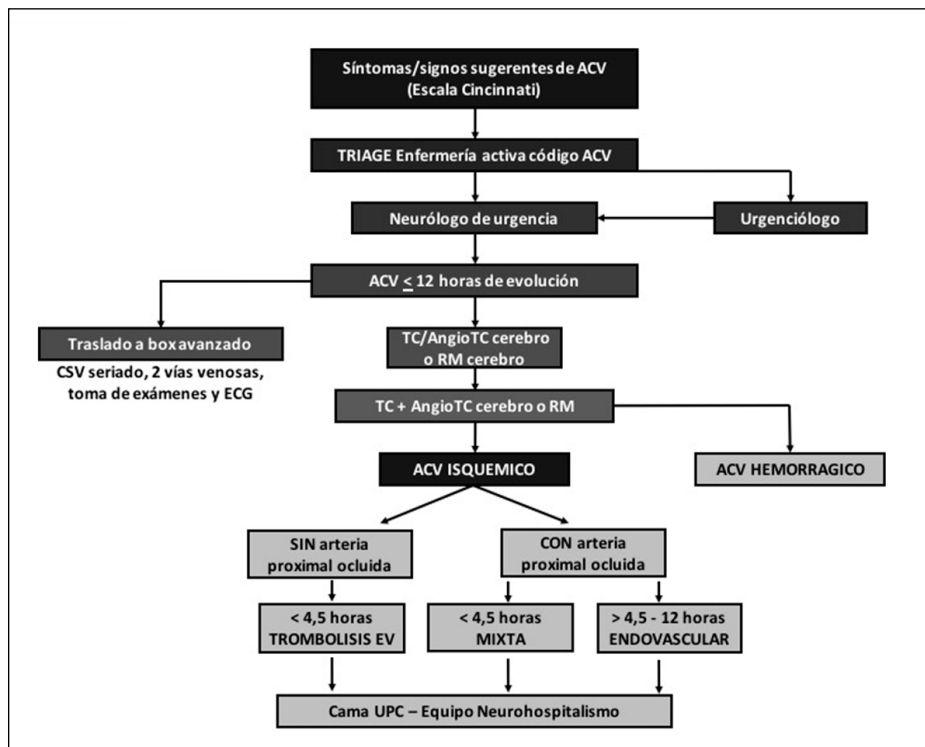 Síntomas/signos sugerentes de ACV
(Escala Cincinnati)
TRIAGE Enfermería activa código ACV
Neurólogo de urgencia
Urgenciólogo
ACV < 12 horas de evolución
Traslado a box avanzado
CSV seriado, 2 vías venosas,
toma de exámenes y ECG
TC/AngioTC cerebro
o RM cerebro
TC + AngioTC cerebro o RM
ACV ISQUEMICO
ACV HEMORRAGICO
SIN arteria
proximal ocluida
CON arteria
proximal ocluida
< 4,5 horas
TROMBOLISIS EV
< 4,5 horas
MIXTA
> 4,5 - 12 horas
ENDOVASCULAR
Cama UPC – Equipo Neurohospitalismo